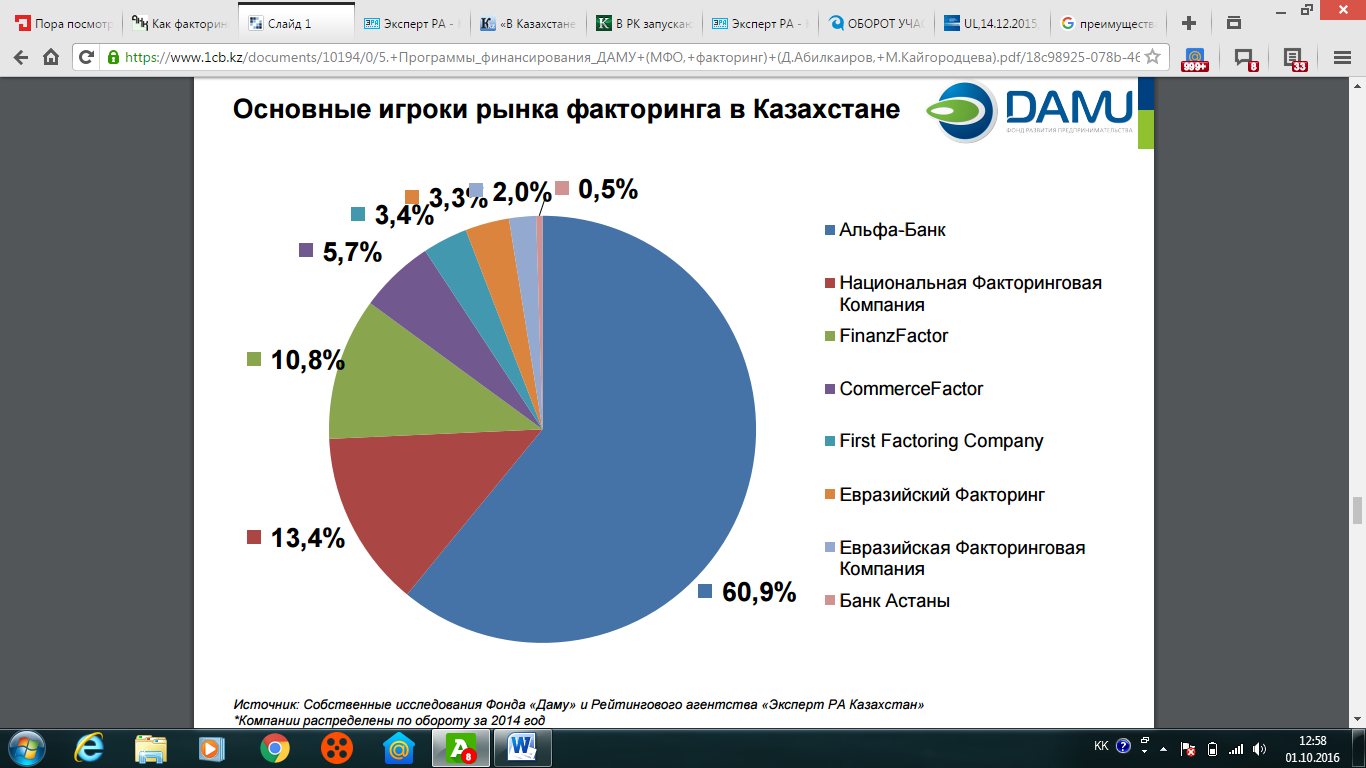 Пора посмотр
Как факторин
Слайд 1
Эксперт РА -
«В Казахстане
В РК запускаю
Эксперт РА -
ОБОРОТ УЧАС
UL,14.12.2015
преимуществ
https://www.1cb.kz/documents/10194/0/5.+Программы_финансирования_ДАМУ+(МФО,+факторинг)+(Д.Абилкаиров,+М.Кайгородцева).pdf/18c98925-078b-46
999+
8
33
Основные игроки рынка факторинга в Казахстане
DAMU
ФОНД РАЗВИТИЯ ПРЕДПРИНИМАТЕЛЬСТВА
0,5%
2,0%
3,3%
3,4%
5,7%
10,8%
13,4%
60,9%
Альфа-Банк
Национальная Факторинговая
Компания
FinanzFactor
CommerceFactor
First Factoring Company
Евразийский Факторинг
Евразийская Факторинговая
Компания
Банк Астаны
Источник: Собственные исследования Фонда «Даму» и Рейтингового агентства «Эксперт РА Казахстан»
*Компании распределены по обороту за 2014 год
8
KK
12:58
01.10.2016